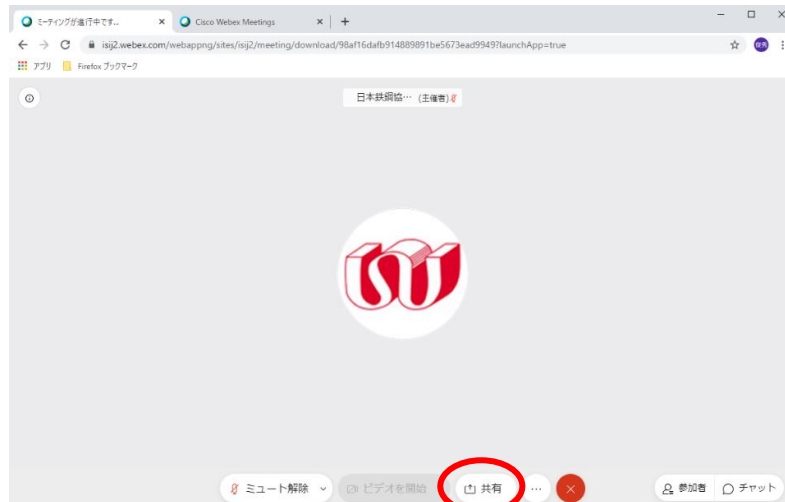 ミーティングが進行中です...
Cisco Webex Meetings
isij2.webex.com/webappng/sites/isij2/meeting/download/98af16dafb914889891be5673ead9949?launchApp=true
俊秀
アプリ
Firefox ブックマーク
日本鉄鋼協… (主催者)
ミュート解除
ビデオを開始
共有
参加者
チャット